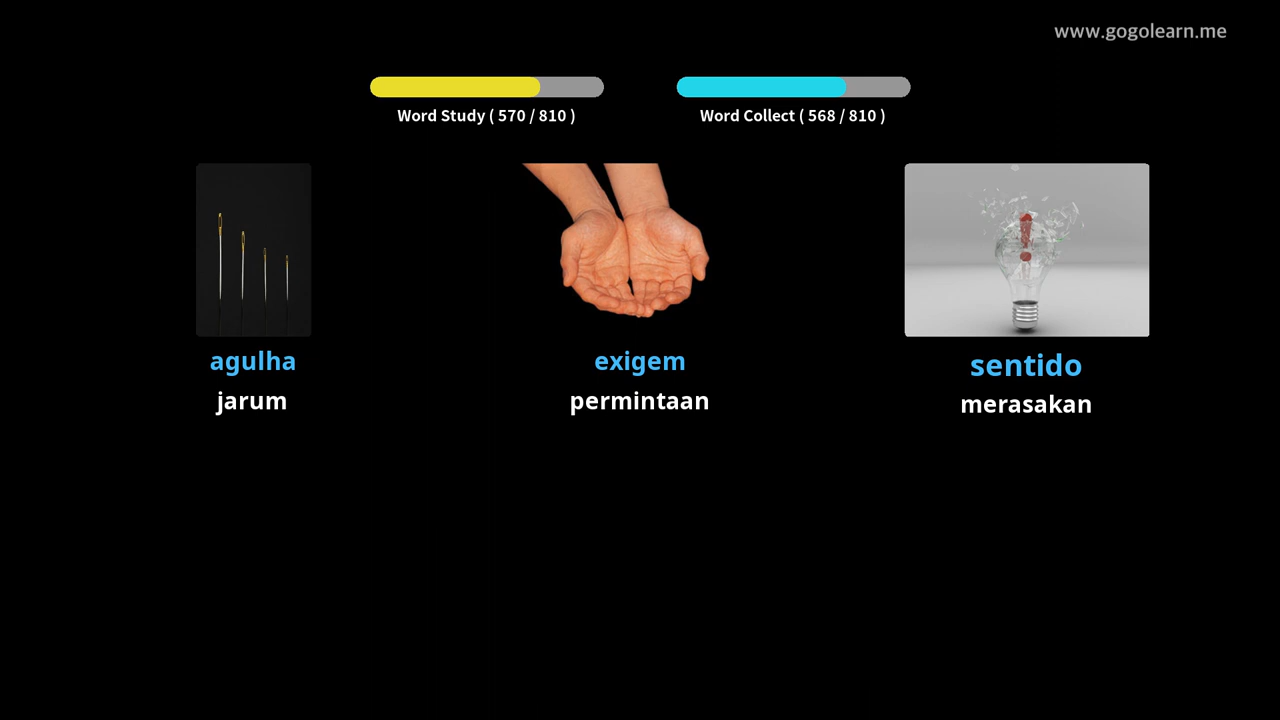 www.gogolearn.me
Word Study ( 570 / 810 )
Word Collect ( 568 / 810 )
agulha
jarum
exigem
permintaan
sentido
merasakan